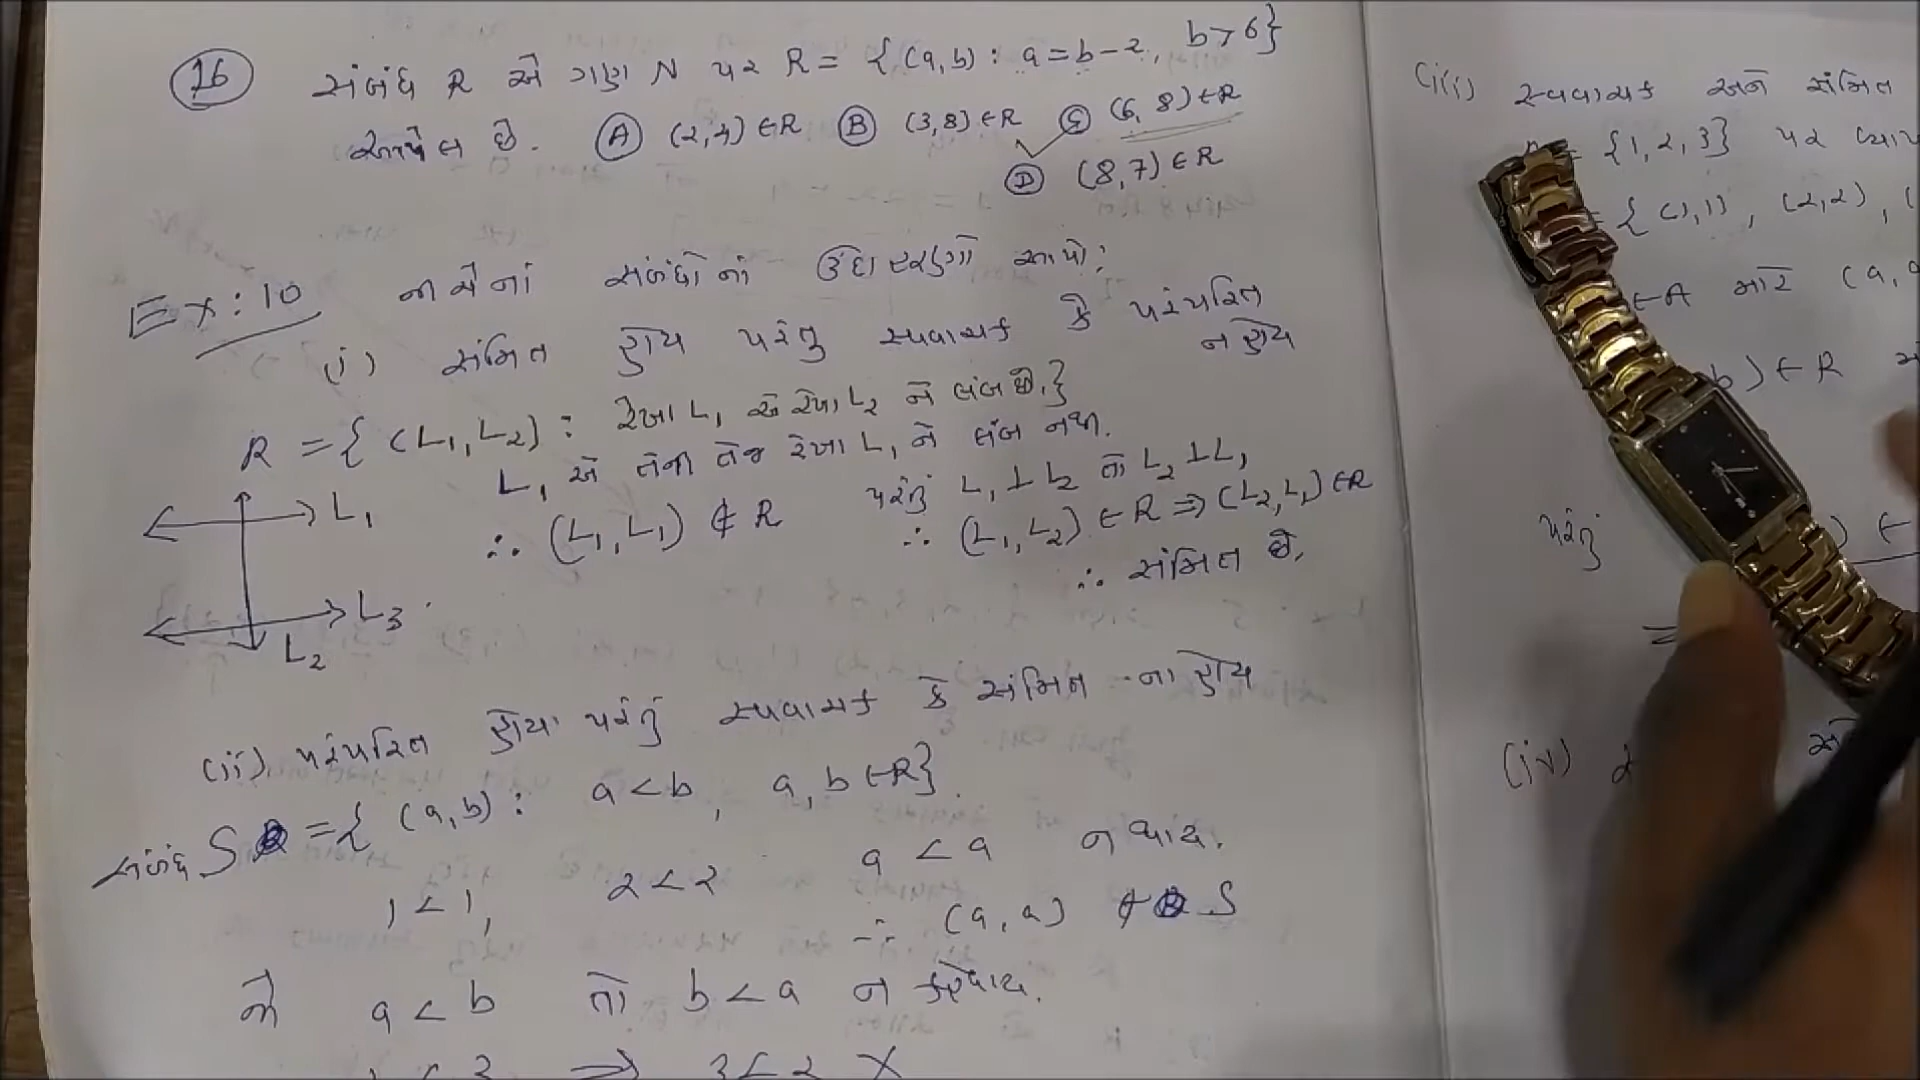 16 સંબંધ R એ ગણ N પર R = {(a,b) : a = b-2, b>6}
આપેલ છે. (A) (2,4) ∈ R (B) (3,8) ∈ R (C) (6,8) ∈ R
(D) (8,7) ∈ R
Ex:10 નીચેનાં સંબંધોનાં ઉદાહરણો આપો:
(i) સંમિત હોય પરંતુ સ્વવાચક કે પરંપરિત
ન હોય
R = {(L₁, L₂) : રેખા L₁ એ રેખા L₂ ને લંબ છે.}
L₁ એ તેની તેજ રેખા L₁ ને લંબ નથી.
∴ (L₁, L₁) ∉ R પરંતું L₁ ⊥ L₂ તો L₂ ⊥ L₁
∴ (L₁, L₂) ∈ R ⇒ (L₂, L₁) ∈ R
∴ સંમિત છે.
L₁
L₃
L₂
(ii) પરંપરિત હોય પરંતું સ્વવાચક કે સંમિત ના હોય
સંબંધ S = {(a,b) : a<b, a,b ∈ R}.
1<1, 2<2 a<a ન થાય.
∴ (a,a) ∉ S
જો a<b તો b<a ન કહેવાય.
⇒ 3<2 X
(iii) સ્વવાચક અને સંમિત
= {1,2,3} પર
= {(1,1), (2,2), (
∈A માટે (a,
b) ∈ R
પરંતું ) ∈
=
(iv)